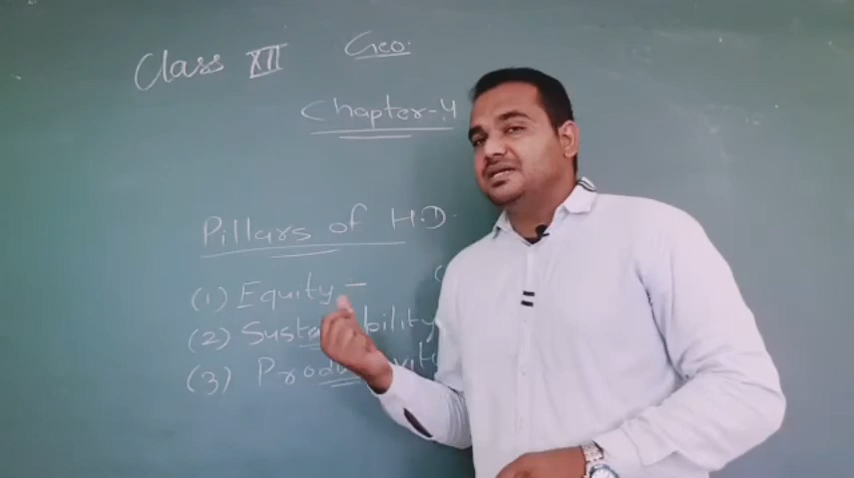 Class XII Geo.
Chapter-4
Pillars of H.D.
(1) Equity -
(2)
(3)